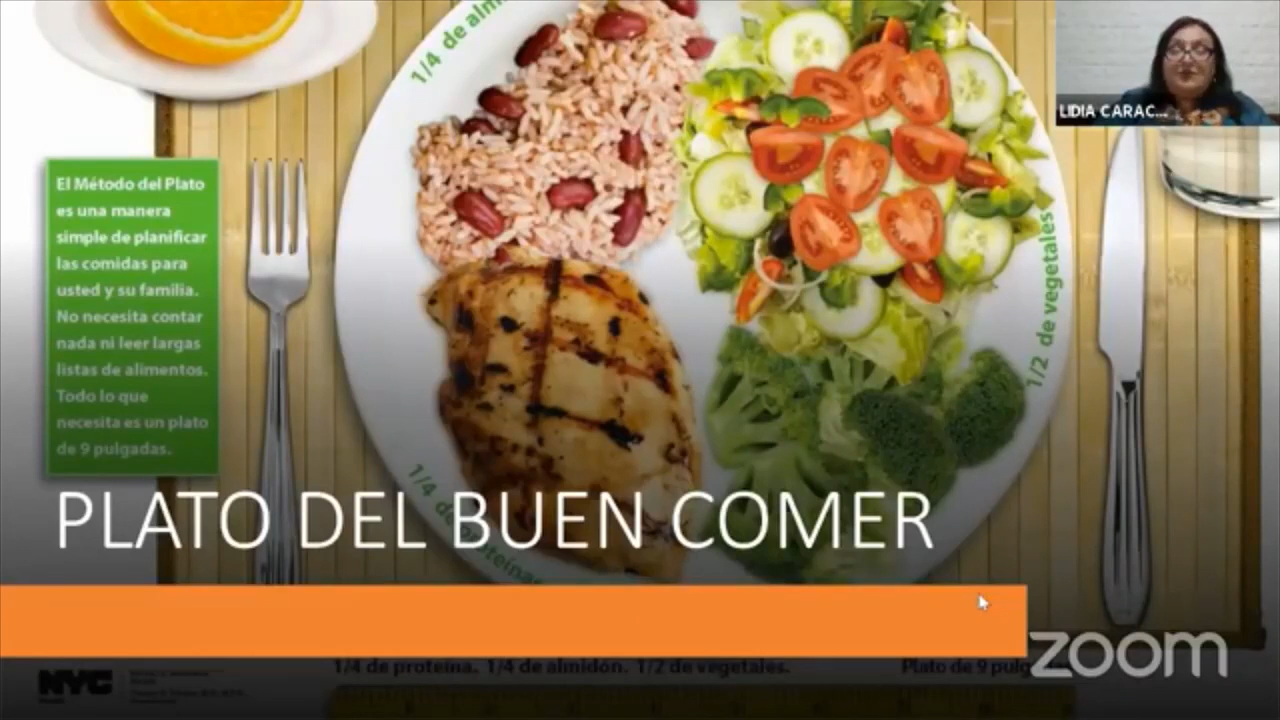 1/4 de almi
LIDIA CARAC...
El Método del Plato
es una manera
simple de planificar
las comidas para
usted y su familia.
No necesita contar
nada ni leer largas
listas de alimentos.
Todo lo que
necesita es un plato
de 9 pulgadas.
1/2 de vegetales
1/4 de proteínas
PLATO DEL BUEN COMER
zoom
NYC
1/4 de proteína. 1/4 de almidón. 1/2 de vegetales.
Plato de 9 pulg